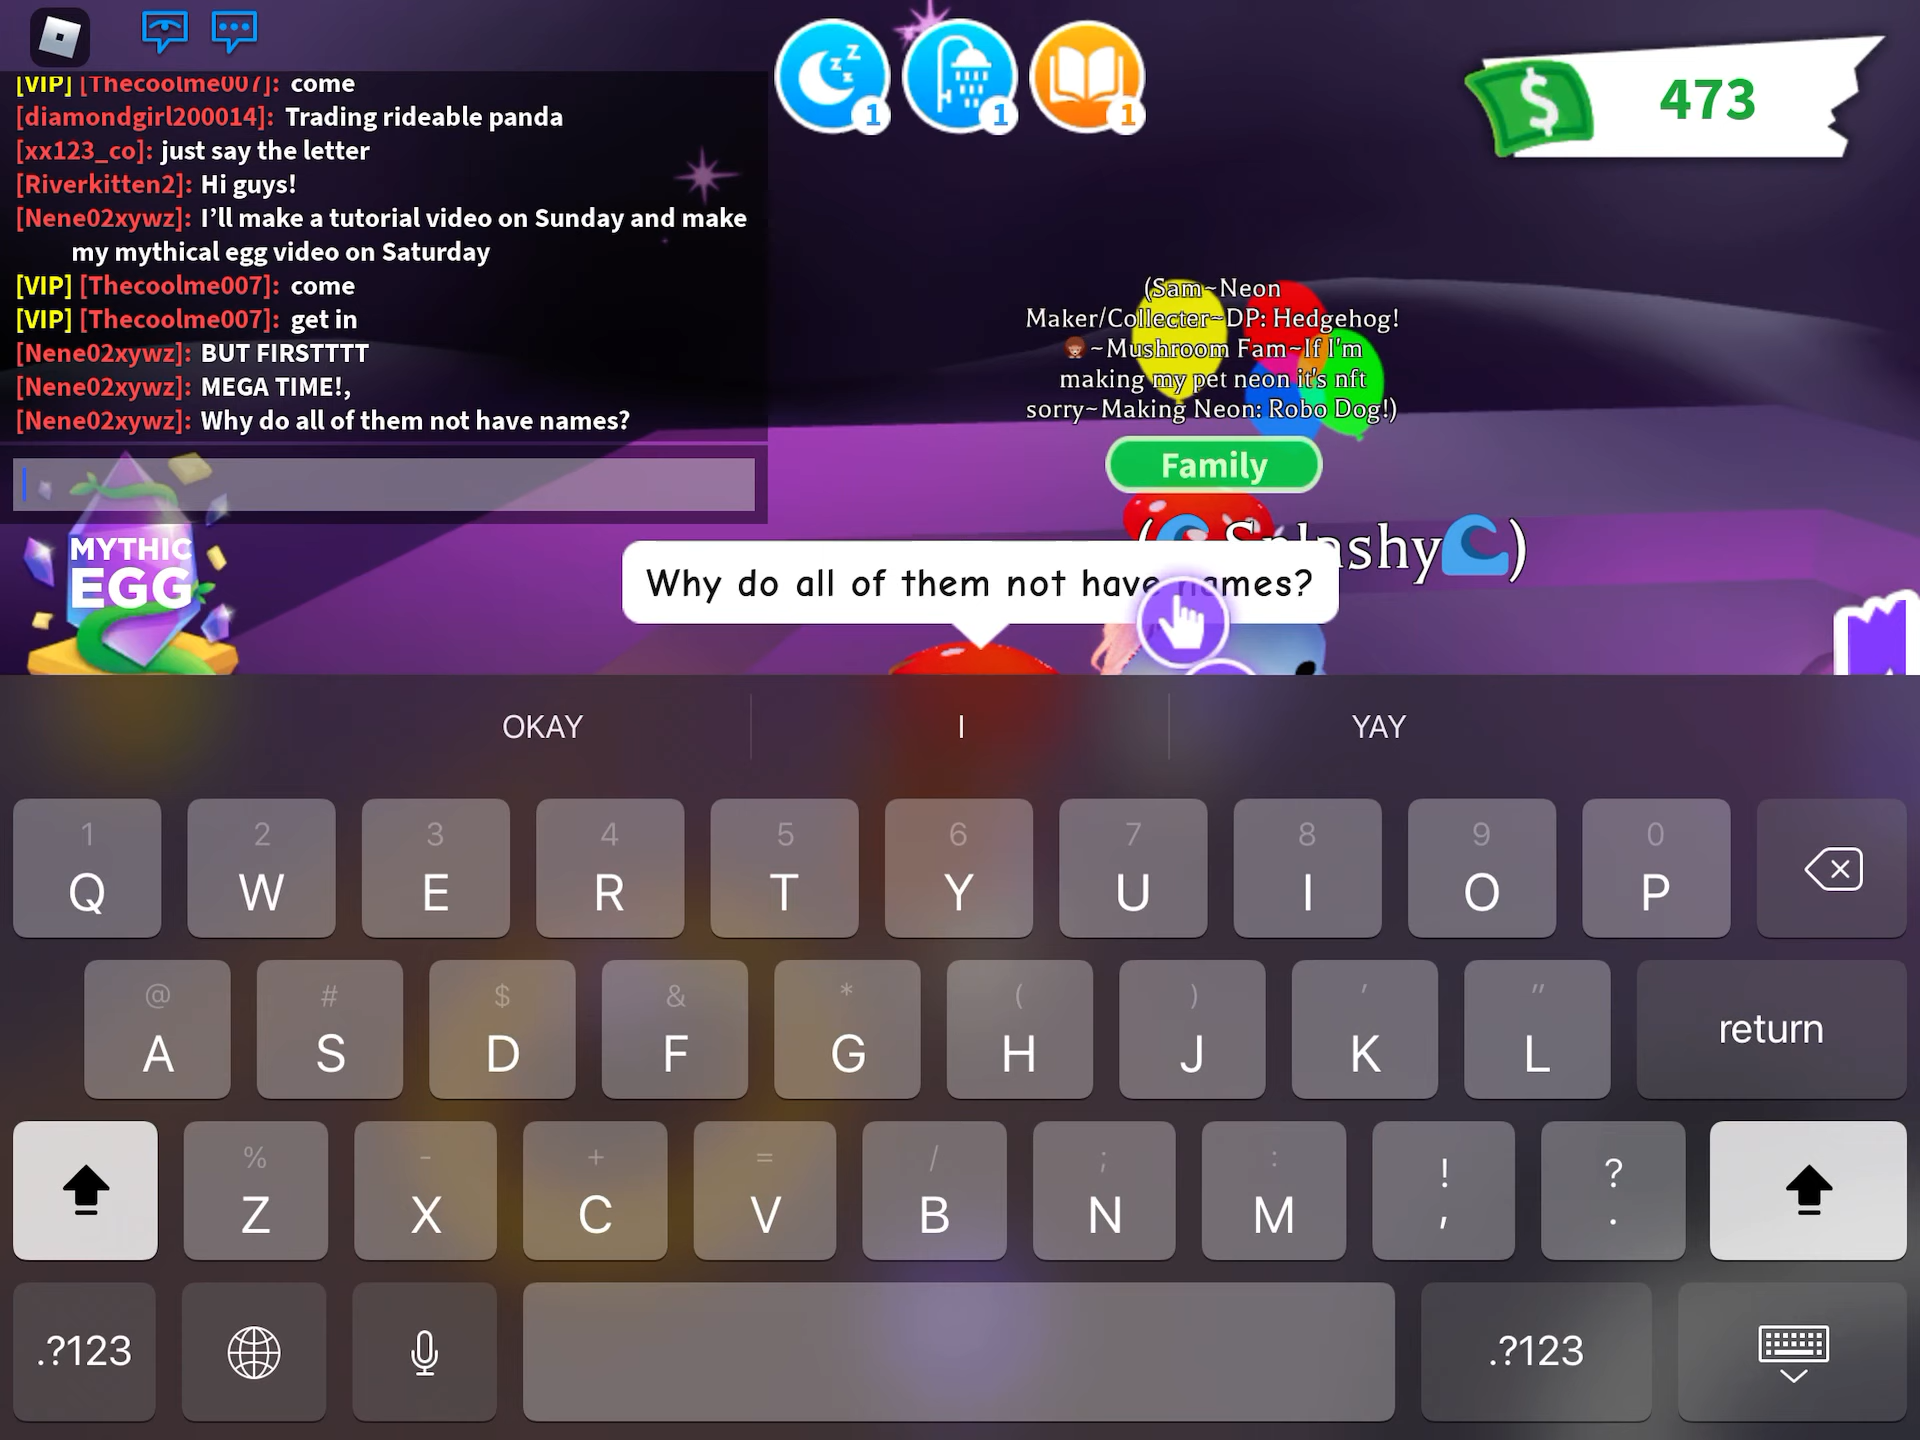 [VIP] [Thecoolme007]: come
[diamondgirl200014]: Trading rideable panda
[xx123_co]: just say the letter
[Riverkitten2]: Hi guys!
[Nene02xywz]: I'll make a tutorial video on Sunday and make
my mythical egg video on Saturday
[VIP] [Thecoolme007]: come
[VIP] [Thecoolme007]: get in
[Nene02xywz]: BUT FIRSTTTT
[Nene02xywz]: MEGA TIME!,
[Nene02xywz]: Why do all of them not have names?
1
1
1
473
(Sam~Neon
Maker/Collecter~DP: Hedgehog!
~Mushroom Fam~If I'm
making my pet neon it's nft
sorry~Making Neon: Robo Dog!)
Family
(🌊Splashy🌊)
MYTHIC
EGG
Why do all of them not have names?
OKAY I YAY
1 2 3 4 5 6 7 8 9 0
Q W E R T Y U I O P
@ # $ & * ( ) ' "
A S D F G H J K L return
% - + = / ; : ! ?
Z X C V B N M , .
.?123 .?123